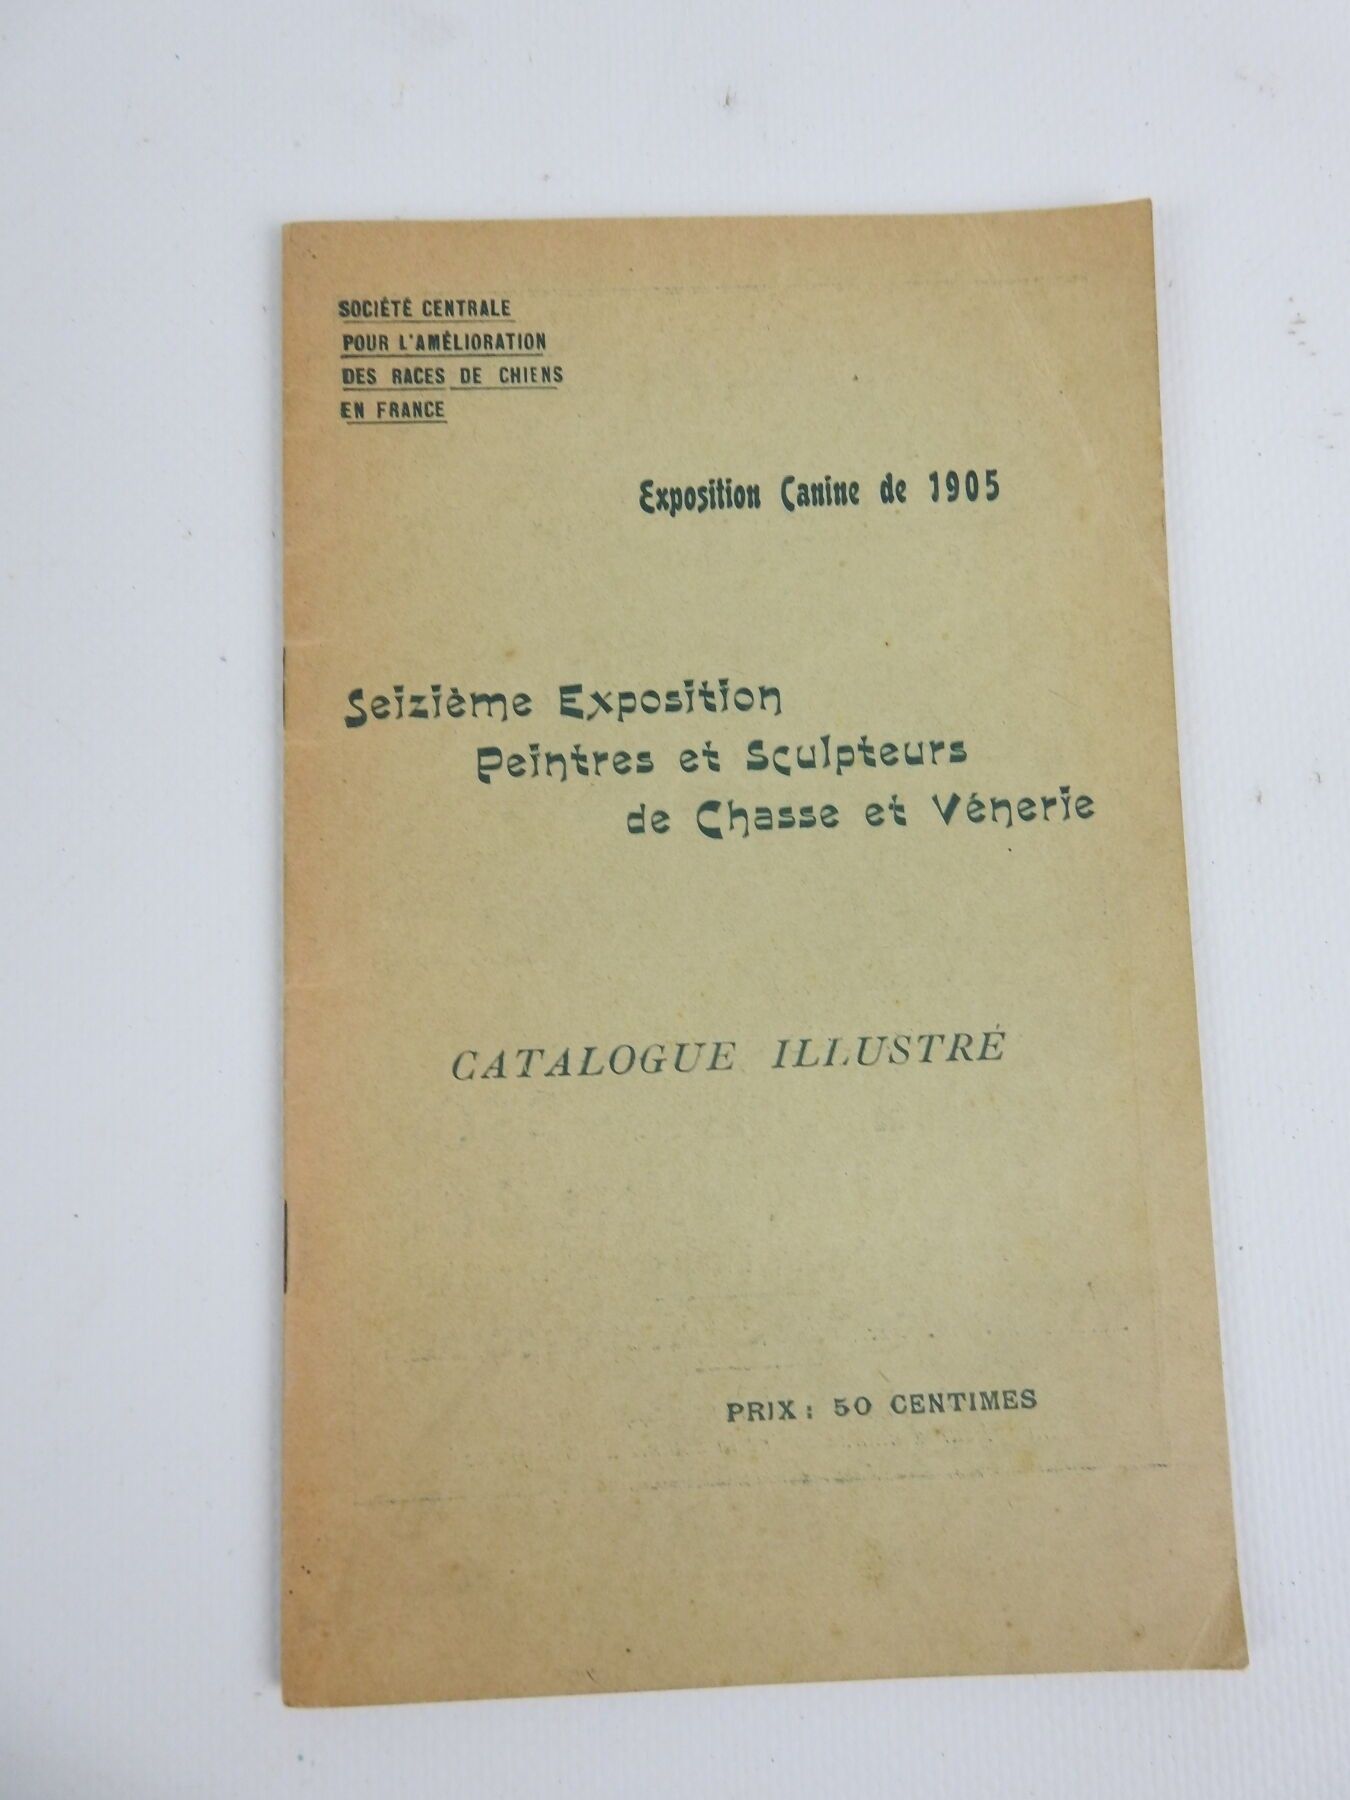 SOCIÉTÉ CENTRALE
POUR L'AMÉLIORATION
DES RACES DE CHIENS
EN FRANCE
Exposition Canine de 1905
Seizième Exposition
Peintres et Sculpteurs
de Chasse et Vénerie
CATALOGUE ILLUSTRÉ
PRIX : 50 CENTIMES